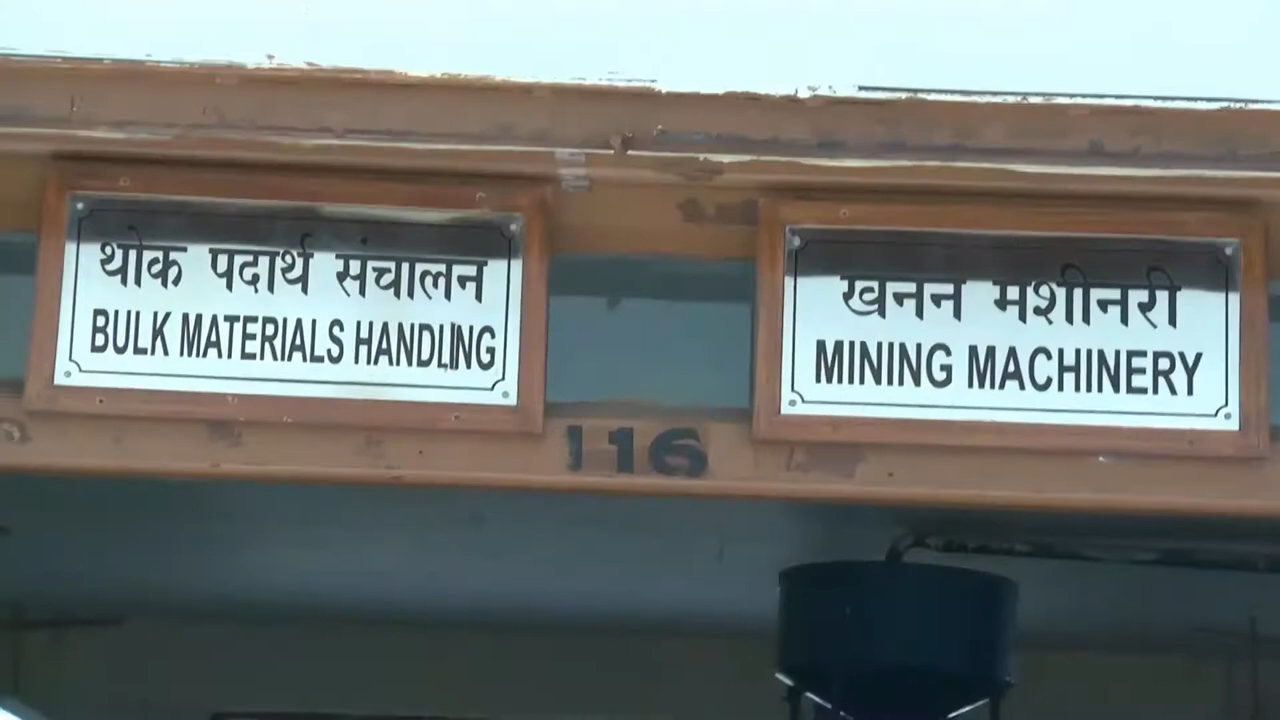 थोक पदार्थ संचालन
BULK MATERIALS HANDLING
खनन मशीनरी
MINING MACHINERY
116